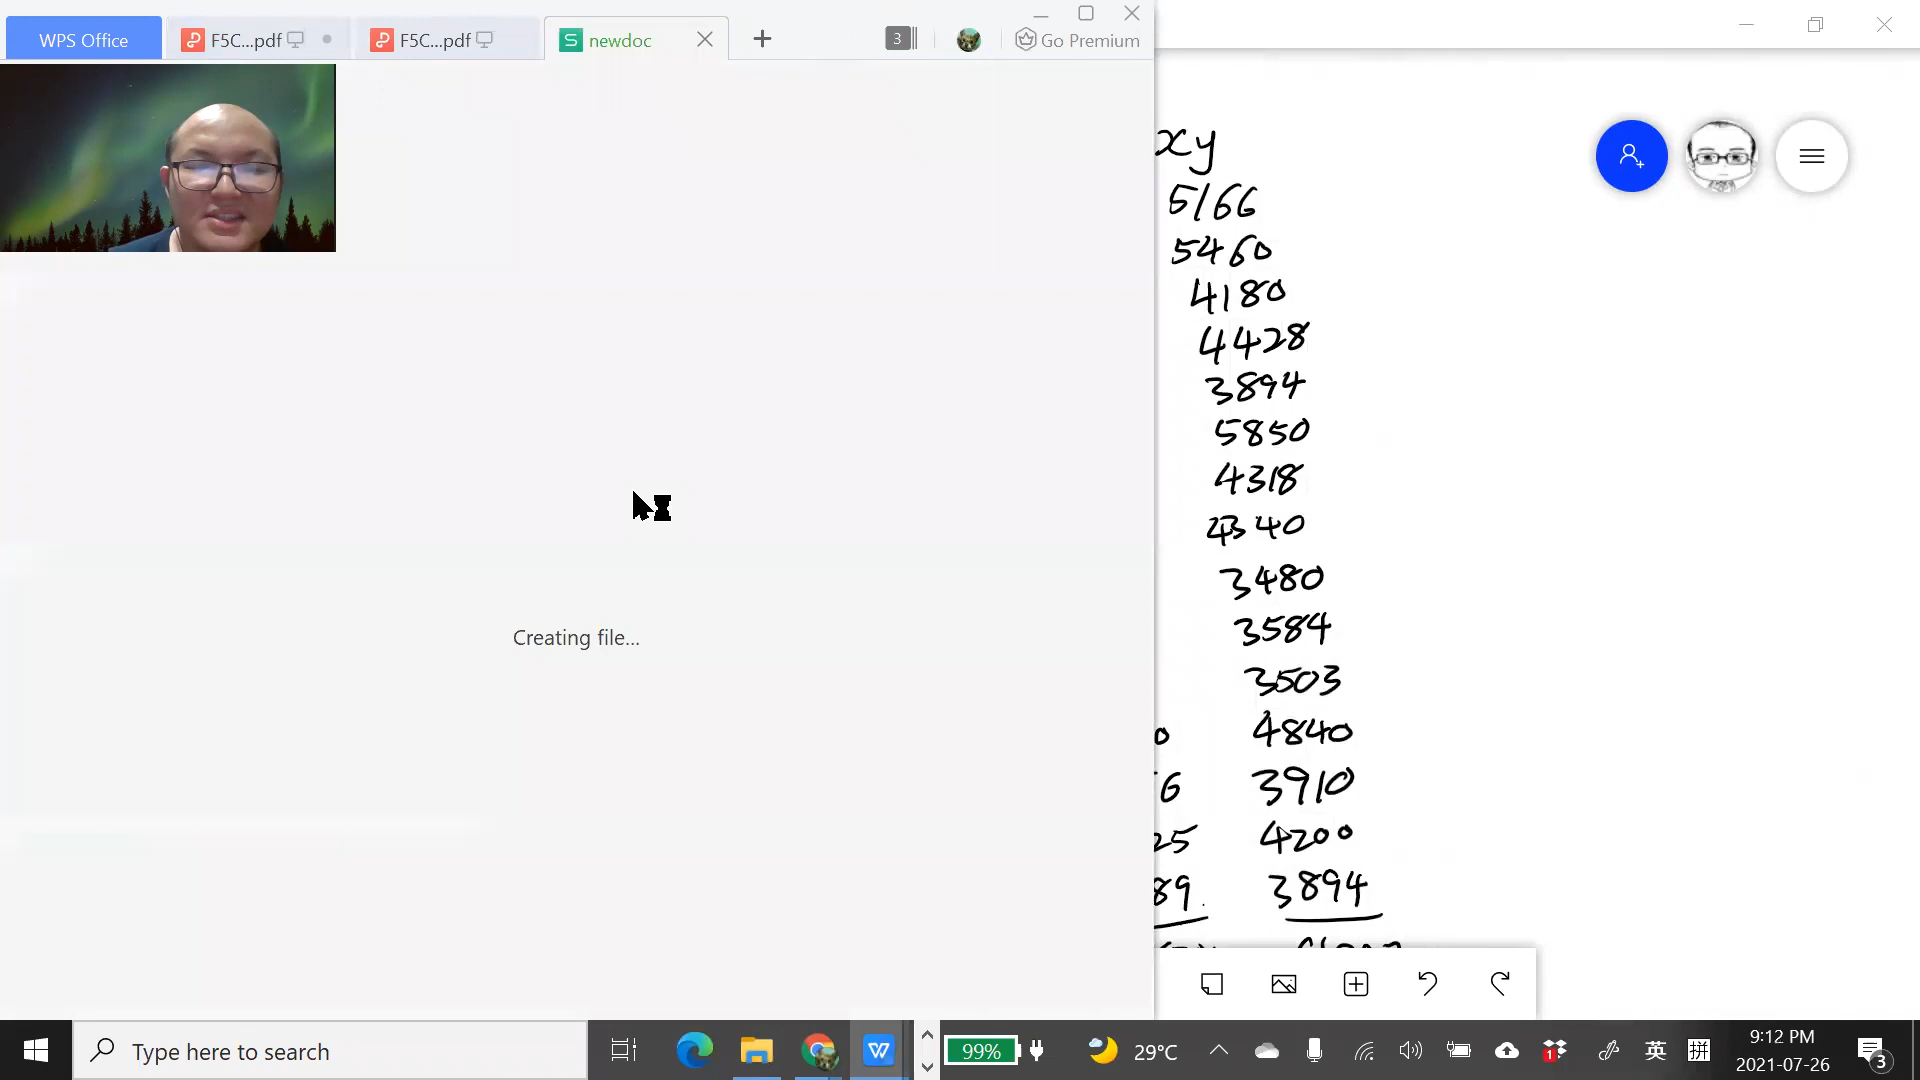 WPS Office
F5C...pdf
F5C...pdf
newdoc
3
Go Premium
xy
5166
5460
4180
4428
3894
5850
4318
4340
3480
3584
3503
4840
3910
4200
3894
0
6
25
89.
Creating file...
Type here to search
99%
29°C
1
英
拼
9:12 PM
2021-07-26
3